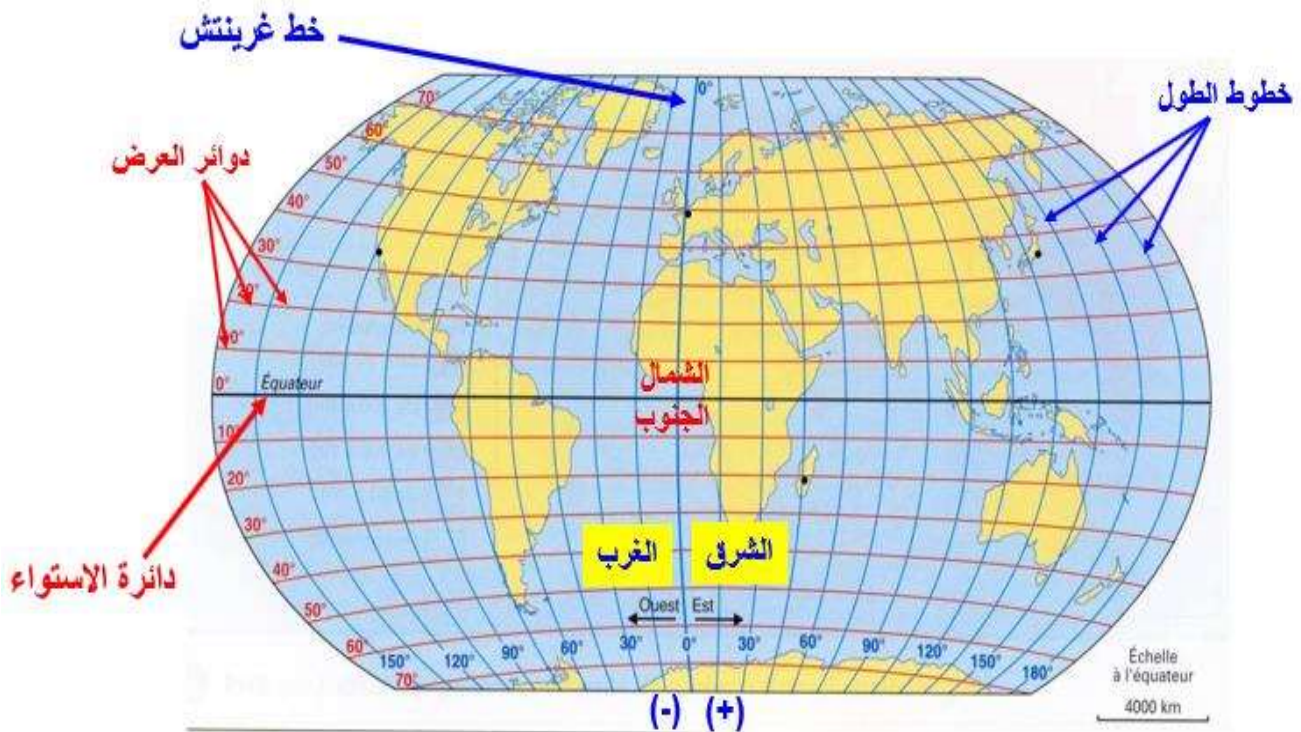 خط غرينتش
خطوط الطول
دوائر العرض
0°
70°
60°
50°
40°
30°
20°
10°
0°
Équateur
الشمال
الجنوب
10°
20°
30°
40°
50°
60°
70°
دائرة الاستواء
الغرب
الشرق
Ouest Est
150° 120° 90° 60° 30° 0° 30° 60° 90° 120° 150° 180°
(-) (+)
Échelle
à l'équateur
4000 km